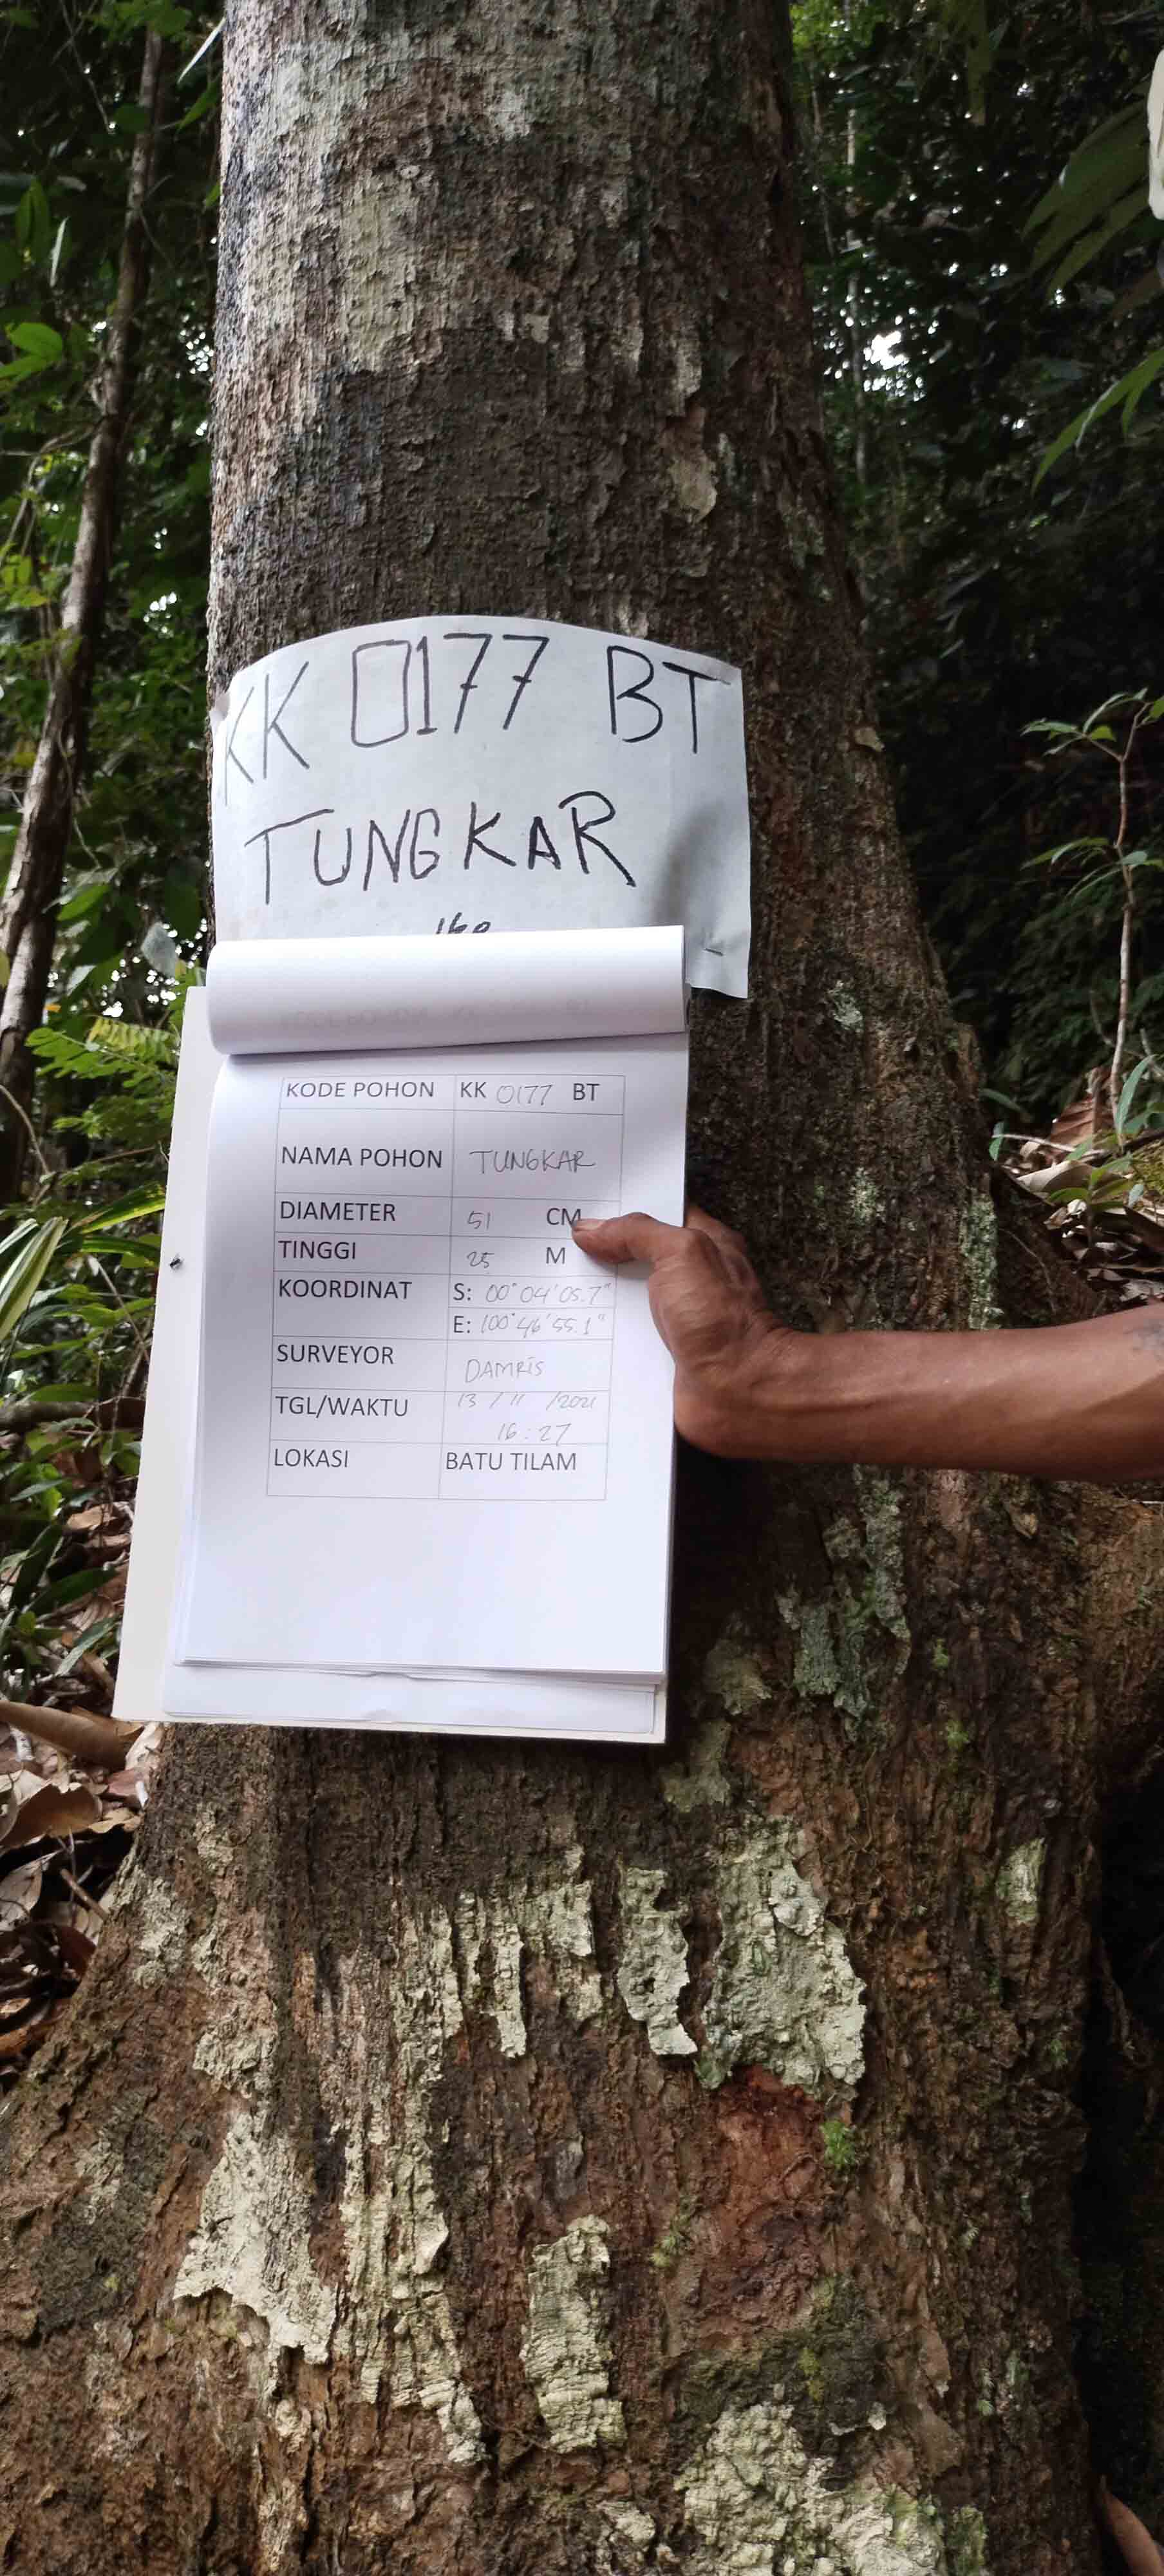 KK 0177 BT
TUNGKAR
160
KODE POHON KK 0177 BT
NAMA POHON TUNGKAR
DIAMETER 51 CM
TINGGI 25 M
KOORDINAT S: 00°04'05.7"
E: 100°46'55.1"
SURVEYOR DAMRIS
TGL/WAKTU 13 / 11 /2021
16:27
LOKASI BATU TILAM